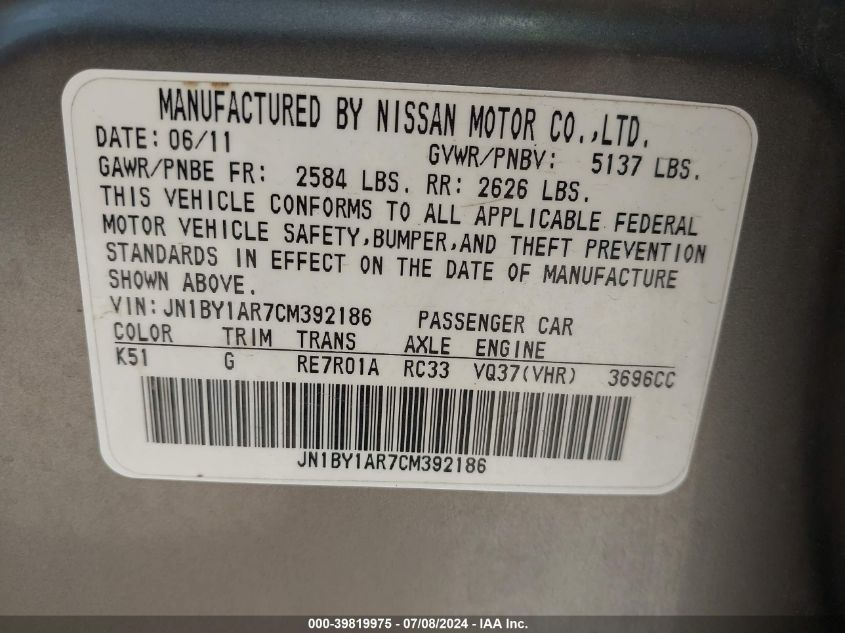 MANUFACTURED BY NISSAN MOTOR CO.,LTD.
DATE: 06/11 GVWR/PNBV: 5137 LBS.
GAWR/PNBE FR: 2584 LBS. RR: 2626 LBS.
THIS VEHICLE CONFORMS TO ALL APPLICABLE FEDERAL
MOTOR VEHICLE SAFETY,BUMPER,AND THEFT PREVENTION
STANDARDS IN EFFECT ON THE DATE OF MANUFACTURE
SHOWN ABOVE.
VIN: JN1BY1AR7CM392186 PASSENGER CAR
COLOR TRIM TRANS AXLE ENGINE
K51 G RE7R01A RC33 VQ37(VHR) 3696CC
JN1BY1AR7CM392186
000-39819975 - 07/08/2024 - IAA Inc.